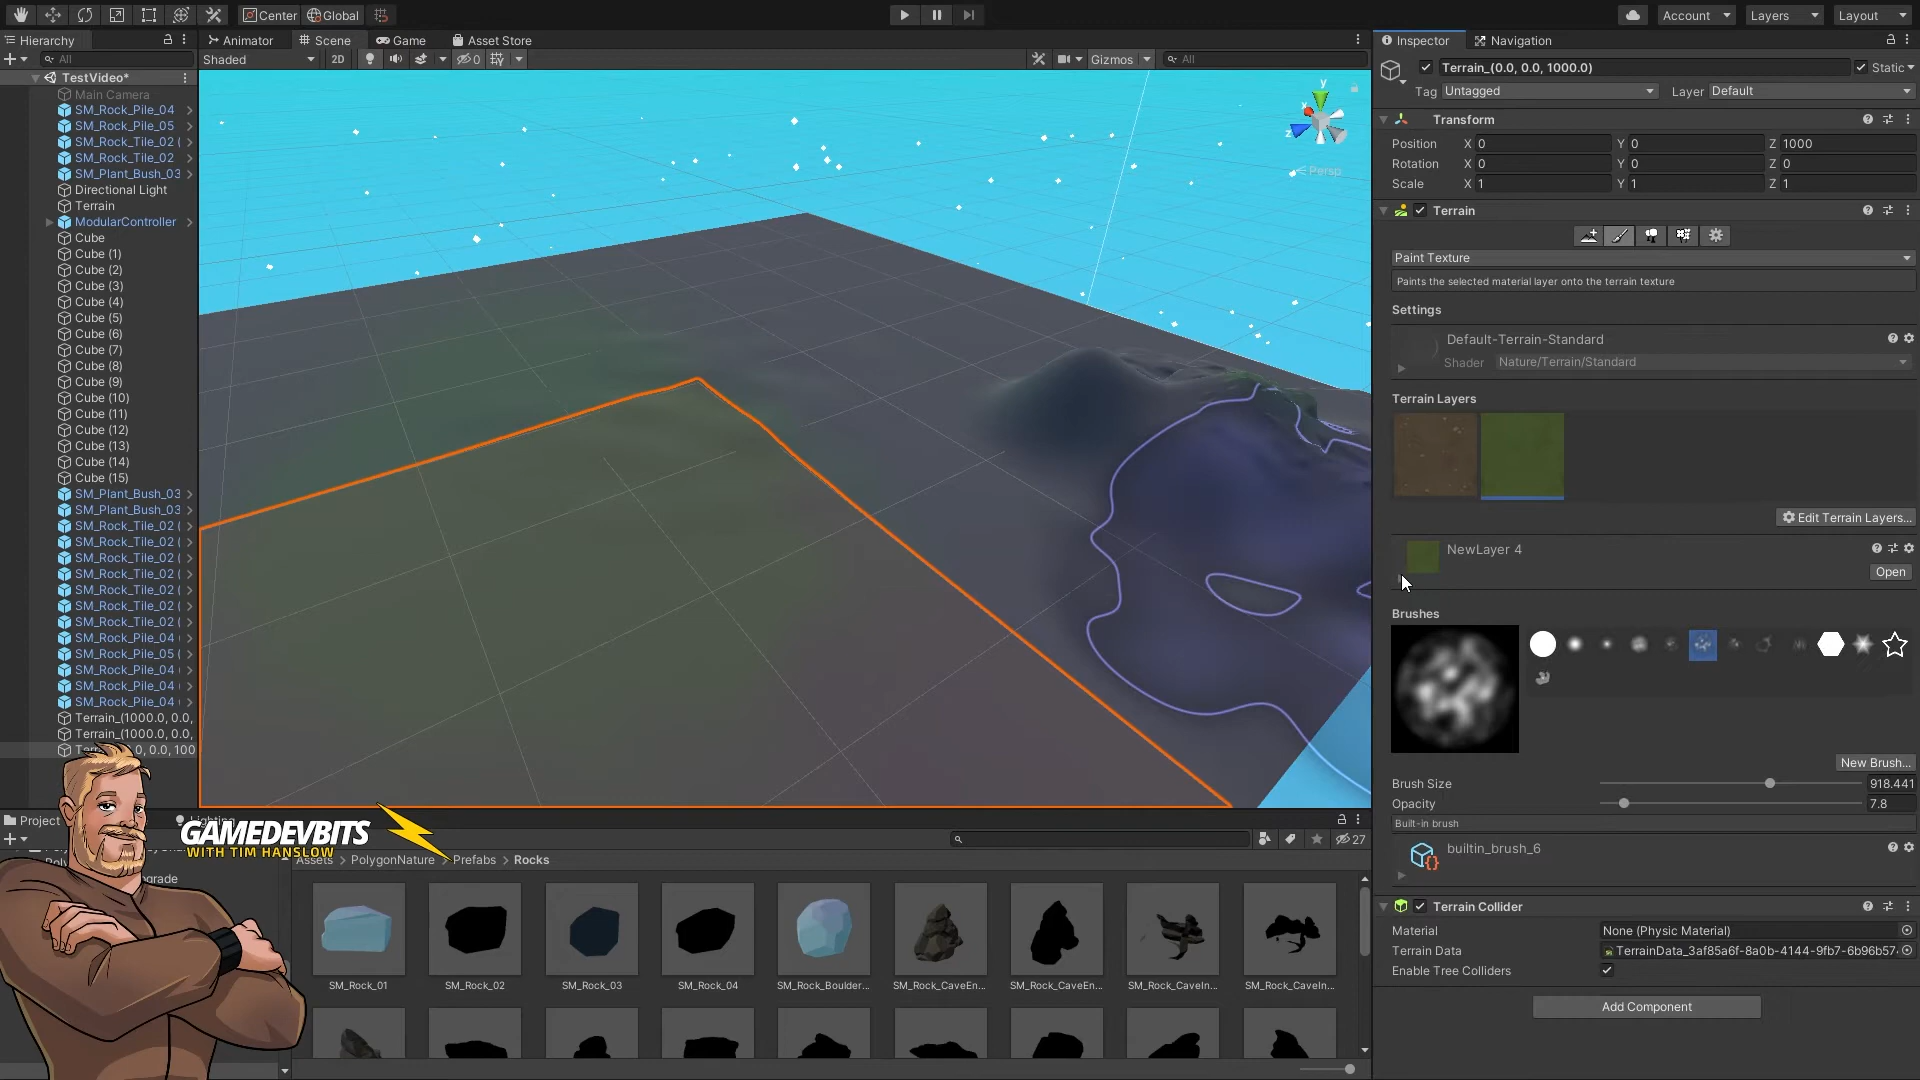 Center
Global
Account
Layers
Layout
Hierarchy
Animator
Scene
Game
Asset Store
Inspector
Navigation
All
Shaded
2D
0
Gizmos
All
TestVideo*
Main Camera
SM_Rock_Pile_04
SM_Rock_Pile_05
SM_Rock_Tile_02 (
SM_Rock_Tile_02
SM_Plant_Bush_03
Directional Light
Terrain
ModularController
Cube
Cube (1)
Cube (2)
Cube (3)
Cube (4)
Cube (5)
Cube (6)
Cube (7)
Cube (8)
Cube (9)
Cube (10)
Cube (11)
Cube (12)
Cube (13)
Cube (14)
Cube (15)
SM_Plant_Bush_03
SM_Plant_Bush_03
SM_Rock_Tile_02 (
SM_Rock_Tile_02 (
SM_Rock_Tile_02 (
SM_Rock_Tile_02 (
SM_Rock_Tile_02 (
SM_Rock_Tile_02 (
SM_Rock_Tile_02 (
SM_Rock_Pile_04 (
SM_Rock_Pile_05 (
SM_Rock_Pile_04 (
SM_Rock_Pile_04 (
SM_Rock_Pile_04 (
Terrain_(1000.0, 0.0,
Terrain_(1000.0, 0.0,
y
x
z
Persp
Terrain_(0.0, 0.0, 1000.0)
Static
Tag Untagged Layer Default
Transform
Position X 0 Y 0 Z 1000
Rotation X 0 Y 0 Z 0
Scale X 1 Y 1 Z 1
Terrain
Paint Texture
Paints the selected material layer onto the terrain texture
Settings
Default-Terrain-Standard
Shader Nature/Terrain/Standard
Terrain Layers
Edit Terrain Layers...
NewLayer 4
Open
Brushes
New Brush...
Brush Size 918.441
Opacity 7.8
Built-in brush
builtin_brush_6
Terrain Collider
Material None (Physic Material)
Terrain Data TerrainData_3af85a6f-8a0b-4144-9fb7-6b96b57
Enable Tree Colliders
Add Component
Project
GAMEDEVBITS
WITH TIM HANSLOW
27
Assets > PolygonNature > Prefabs > Rocks
SM_Rock_01
SM_Rock_02
SM_Rock_03
SM_Rock_04
SM_Rock_Boulder...
SM_Rock_CaveEn...
SM_Rock_CaveEn...
SM_Rock_CaveIn...
SM_Rock_CaveIn...